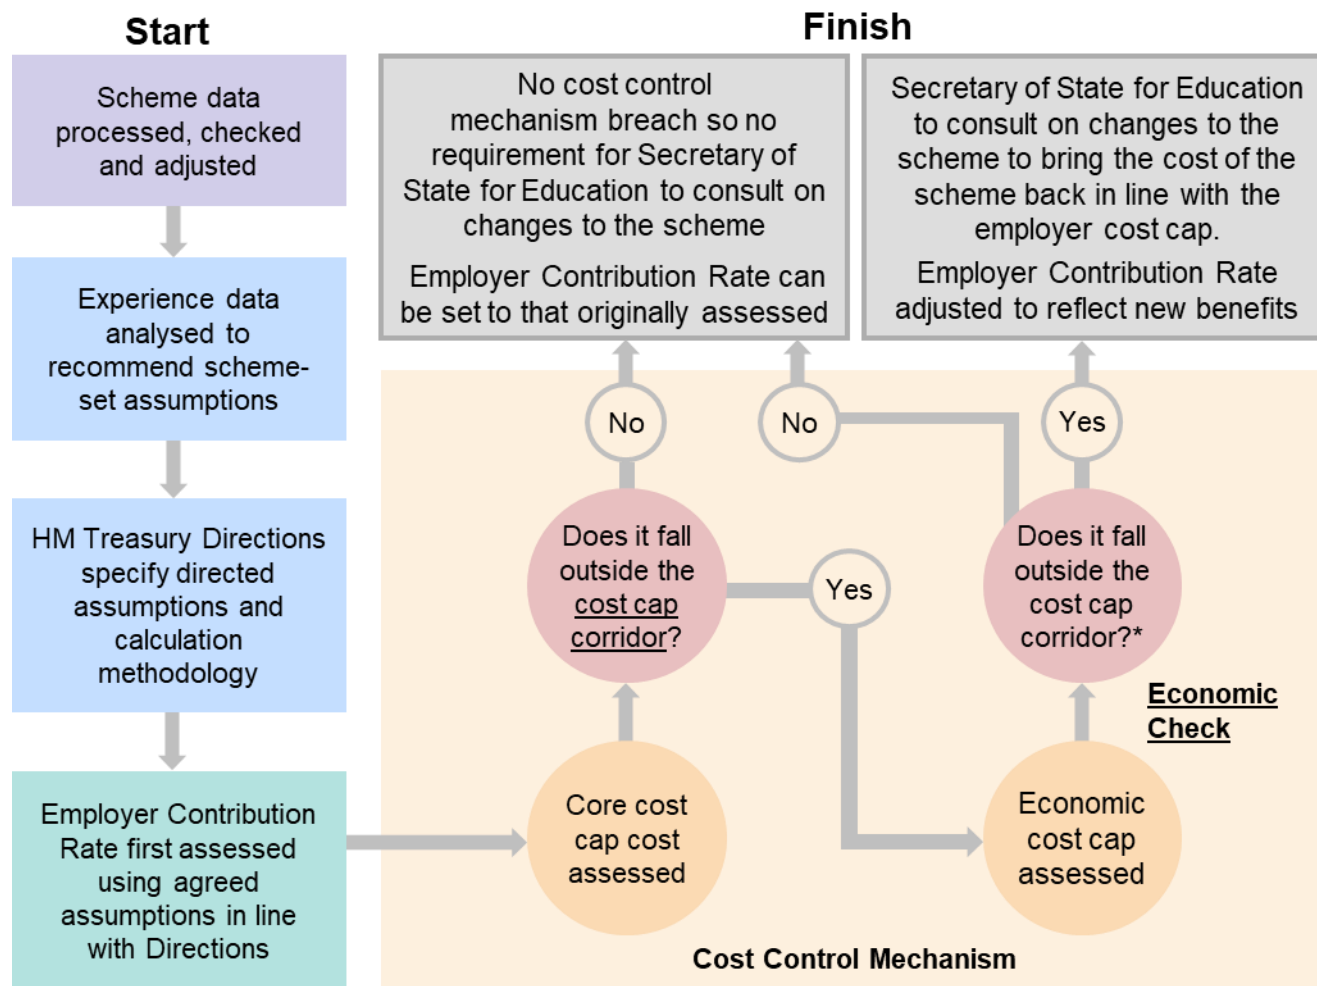 Start
Scheme data
processed, checked
and adjusted
Experience data
analysed to
recommend scheme-
set assumptions
HM Treasury Directions
specify directed
assumptions and
calculation
methodology
Employer Contribution
Rate first assessed
using agreed
assumptions in line
with Directions
Finish
No cost control
mechanism breach so no
requirement for Secretary of
State for Education to consult on
changes to the scheme
Employer Contribution Rate can
be set to that originally assessed
Secretary of State for Education
to consult on changes to the
scheme to bring the cost of the
scheme back in line with the
employer cost cap.
Employer Contribution Rate
adjusted to reflect new benefits
No
No
Yes
Does it fall
outside the
cost cap
corridor?
Yes
Does it fall
outside the
cost cap
corridor?*
Economic
Check
Core cost
cap cost
assessed
Economic
cost cap
assessed
Cost Control Mechanism